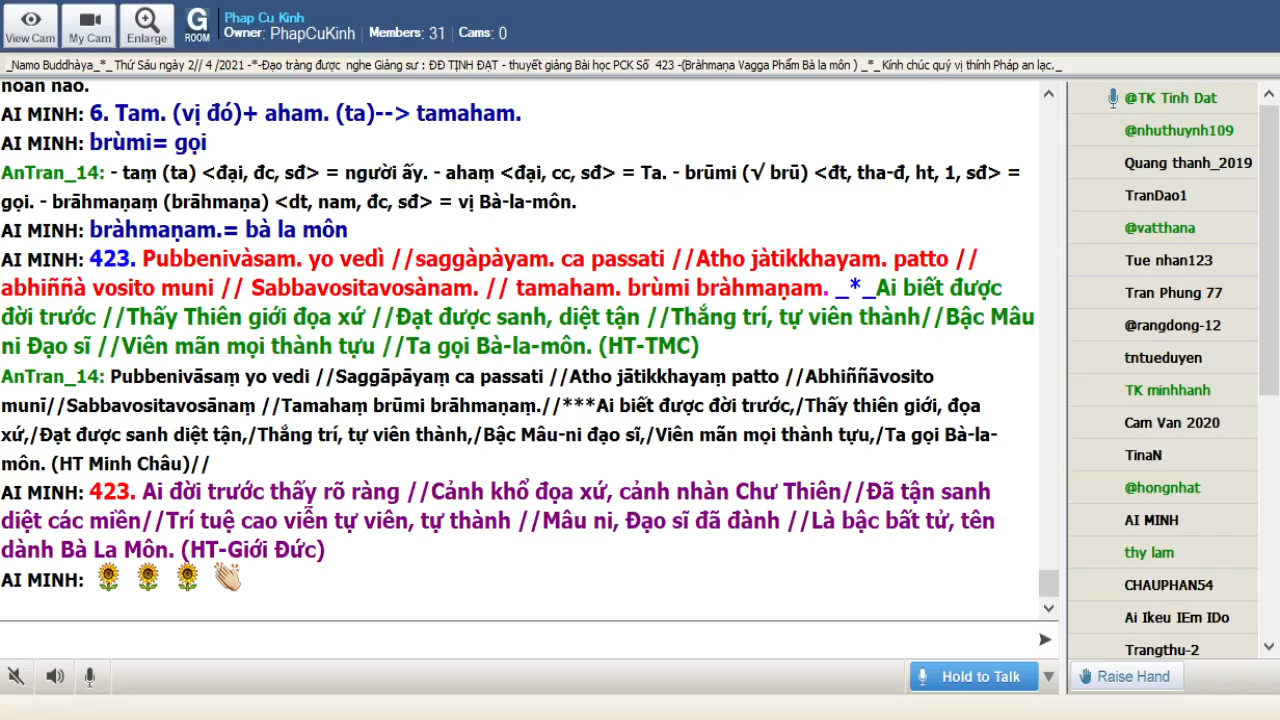 View Cam
My Cam
Enlarge
G
ROOM
Phap Cu Kinh
Owner: PhapCuKinh | Members: 31 | Cams: 0
_Namo Buddhàya_*_ Thứ Sáu ngày 2// 4 /2021 -*-Đạo tràng được nghe Giảng sư : ĐĐ TỊNH ĐẠT - thuyết giảng Bài học PCK Số 423 -(Bràhmaṇa Vagga Phẩm Bà la môn ) _*_Kính chúc quý vị thính Pháp an lạc._
noãn não.
AI MINH: 6. Tam. (vị đó)+ aham. (ta)--> tamaham.
AI MINH: brùmi= gọi
AnTran_14: - taṃ (ta) <đại, đc, sđ> = người ấy. - ahaṃ <đại, cc, sđ> = Ta. - brūmi (√ brū) <đt, tha-đ, ht, 1, sđ> =
gọi. - brāhmaṇaṃ (brāhmaṇa) <dt, nam, đc, sđ> = vị Bà-la-môn.
AI MINH: bràhmaṇam.= bà la môn
AI MINH: 423. Pubbenivàsam. yo vedì //saggàpàyam. ca passati //Atho jàtikkhayam. patto //
abhiññà vosito muni // Sabbavositavosànam. // tamaham. brùmi bràhmaṇam. _*_Ai biết được
đời trước //Thấy Thiên giới đọa xứ //Đạt được sanh, diệt tận //Thắng trí, tự viên thành//Bậc Mâu
ni Đạo sĩ //Viên mãn mọi thành tựu //Ta gọi Bà-la-môn. (HT-TMC)
AnTran_14: Pubbenivāsaṃ yo vedi //Saggāpāyaṃ ca passati //Atho jātikkhayaṃ patto //Abhiññāvosito
munī//Sabbavositavosānaṃ //Tamahaṃ brūmi brāhmaṇaṃ.//***Ai biết được đời trước,/Thấy thiên giới, đọa
xứ,/Đạt được sanh diệt tận,/Thắng trí, tự viên thành,/Bậc Mâu-ni đạo sĩ,/Viên mãn mọi thành tựu,/Ta gọi Bà-la-
môn. (HT Minh Châu)//
AI MINH: 423. Ai đời trước thấy rõ ràng //Cảnh khổ đọa xứ, cảnh nhàn Chư Thiên//Đã tận sanh
diệt các miền//Trí tuệ cao viễn tự viên, tự thành //Mâu ni, Đạo sĩ đã đành //Là bậc bất tử, tên
dành Bà La Môn. (HT-Giới Đức)
AI MINH:
Hold to Talk
@TK Tinh Dat
@nhuthuynh109
Quang thanh_2019
TranDao1
@vatthana
Tue nhan123
Tran Phung 77
@rangdong-12
tntueduyen
TK minhhanh
Cam Van 2020
TinaN
@hongnhat
AI MINH
thy lam
CHAUPHAN54
Ai Ikeu IEm IDo
Trangthu-2
Raise Hand